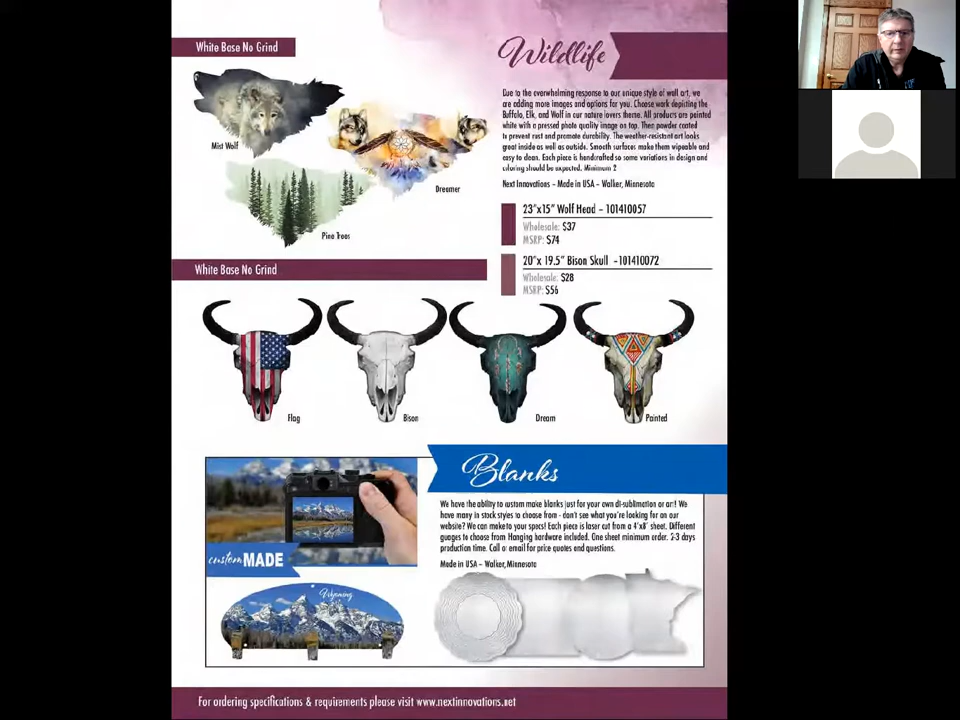 White Base No Grind
Wildlife
Mist Wolf
Dreamer
Pine Trees
Due to the overwhelming response to our unique style of wall art, we
are adding more images and options for you. Choose work depicting the
Buffalo, Elk, and Wolf in our nature lovers theme. All products are painted
white with a pressed photo quality image on top. Then powder coated
to prevent rust and promote durability. The weather-resistant art looks
great inside as well as outside. Smooth surfaces make them wipeable and
easy to clean. Each piece is handcrafted so some variations in design and
coloring should be expected. Minimum 2
Next Innovations - Made in USA - Walker, Minnesota
23"x15" Wolf Head - 101410057
Wholesale: $37
MSRP: $74
20"x 19.5" Bison Skull -101410072
Wholesale: $28
MSRP: $56
White Base No Grind
Flag
Bison
Dream
Painted
Blanks
We have the ability to custom make blanks just for your own di-sublimation or art! We
have many in stock styles to choose from - don't see what you're looking for on our
website? We can make to your specs! Each piece is laser cut from a 4'x8' sheet. Different
guages to choose from Hanging hardware included. One sheet minimum order. 2-3 days
production time. Call or email for price quotes and questions.
Made in USA - Walker, Minnesota
custom MADE
Wyoming
For ordering specifications & requirements please visit www.nextinnovations.net